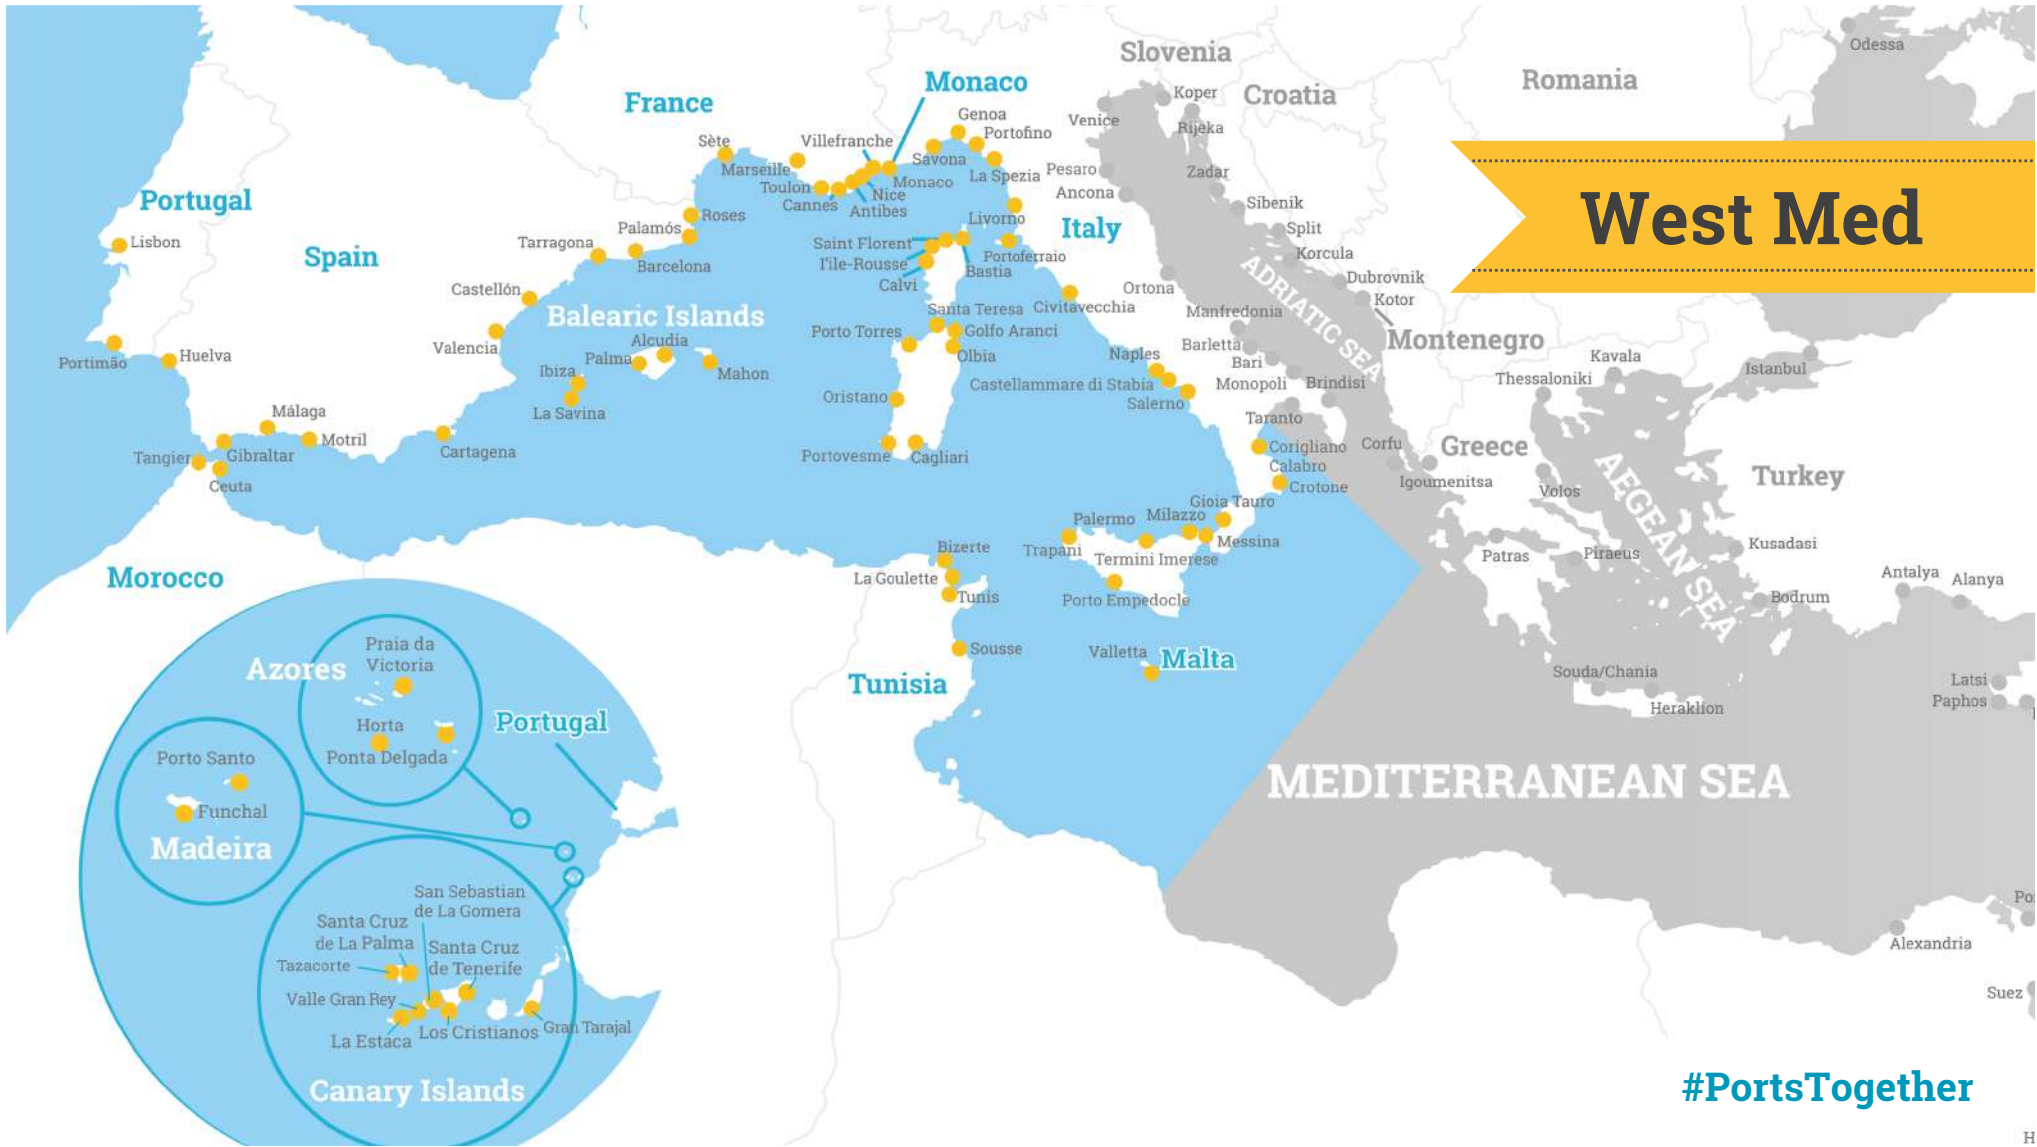 Slovenia
Odessa
Monaco
Romania
France
Koper
Croatia
Genoa
Venice
Portofino
Rijeka
Sète
Villefranche
Savona
Marseille
La Spezia
Pesaro
Zadar
Toulon
Monaco
Nice
Cannes
Antibes
Ancona
Portugal
West Med
Sibenik
Roses
Livorno
Palamós
Italy
Split
Lisbon
Tarragona
Saint Florent
Spain
Barcelona
l'île-Rousse
Portoferraio
Bastia
Korcula
ADRIATIC SEA
Dubrovnik
Calvi
Castellón
Ortona
Kotor
Balearic Islands
Santa Teresa
Civitavecchia
Manfredonia
Porto Torres
Golfo Aranci
Montenegro
Alcudia
Valencia
Barletta
Huelva
Palma
Olbia
Naples
Bari
Kavala
Portimão
Ibiza
Mahon
Istanbul
Thessaloniki
Castellammare di Stabia
Monopoli
Brindisi
Oristano
Salerno
La Savina
Málaga
Taranto
Motril
Corigliano
Calabro
Corfu
Greece
Tangier
Gibraltar
Cartagena
Portovesme
Cagliari
AEGEAN SEA
Turkey
Ceuta
Crotone
Igoumenitsa
Volos
Gioia Tauro
Palermo
Milazzo
Bizerte
Trapani
Messina
Kusadasi
Termini Imerese
Patras
Piraeus
Morocco
La Goulette
Antalya
Alanya
Tunis
Porto Empedocle
Bodrum
Praia da
Victoria
Sousse
Valletta
Malta
Azores
Souda/Chania
Latsi
Tunisia
Paphos
Heraklion
Horta
Portugal
Porto Santo
Ponta Delgada
MEDITERRANEAN SEA
Funchal
Madeira
San Sebastian
de La Gomera
Santa Cruz
de La Palma
Santa Cruz
de Tenerife
Alexandria
Tazacorte
Valle Gran Rey
Suez
Gran Tarajal
Los Cristianos
La Estaca
Canary Islands
#PortsTogether